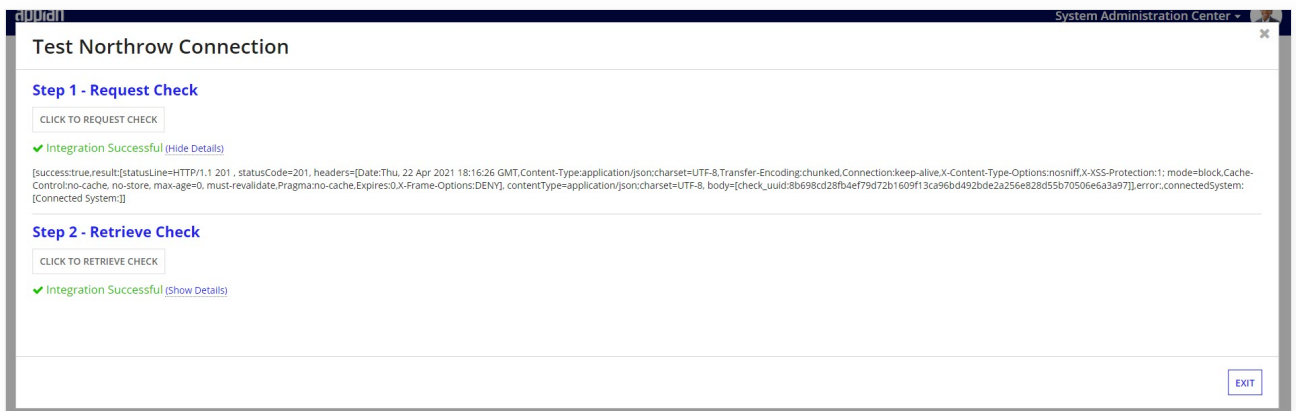 appian
System Administration Center
Test Northrow Connection
Step 1 - Request Check
CLICK TO REQUEST CHECK
Integration Successful (Hide Details)
[success:true,result:[statusLine=HTTP/1.1 201 , statusCode=201, headers=[Date:Thu, 22 Apr 2021 18:16:26 GMT,Content-Type:application/json;charset=UTF-8,Transfer-Encoding:chunked,Connection:keep-alive,X-Content-Type-Options:nosniff,X-XSS-Protection:1; mode=block,Cache-
Control:no-cache, no-store, max-age=0, must-revalidate,Pragma:no-cache,Expires:0,X-Frame-Options:DENY], contentType=application/json;charset=UTF-8, body=[check_uuid:8b698cd28fb4ef79d72b1609f13ca96bd492bde2a256e828d55b70506e6a3a97]],error:,connectedSystem:
[Connected System:]]
Step 2 - Retrieve Check
CLICK TO RETRIEVE CHECK
Integration Successful (Show Details)
EXIT